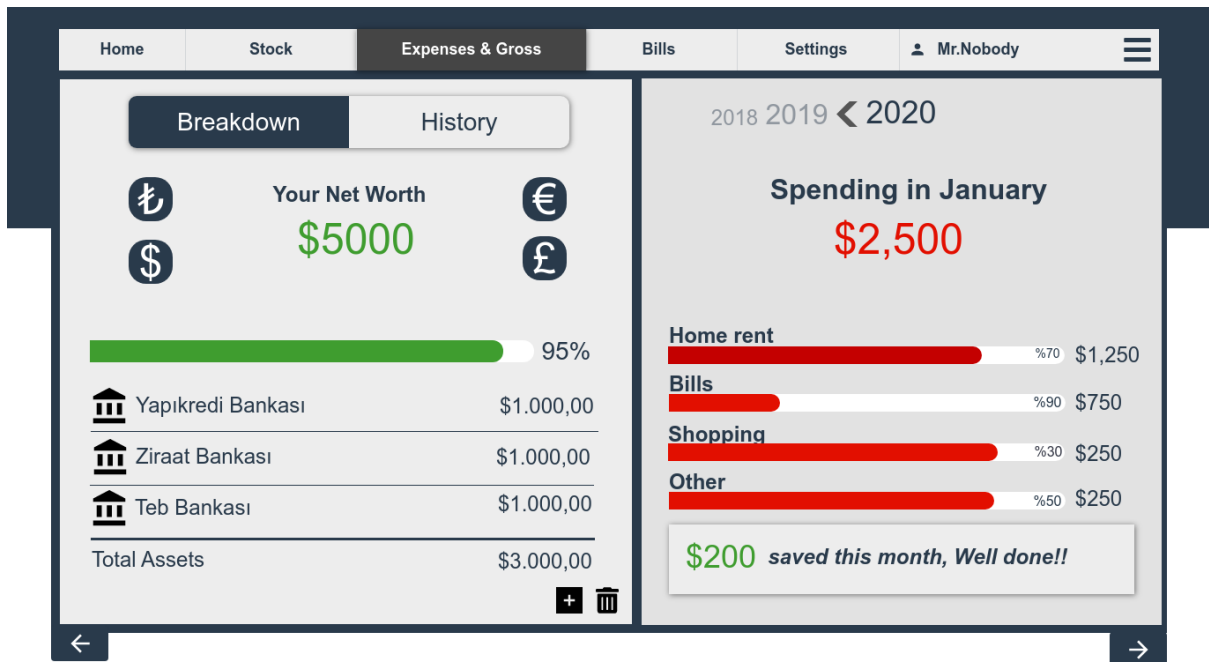 Home Stock Expenses & Gross Bills Settings Mr.Nobody
Breakdown History
₺ Your Net Worth €
$ $5000 £
95%
Yapıkredi Bankası $1.000,00
Ziraat Bankası $1.000,00
Teb Bankası $1.000,00
Total Assets $3.000,00
2018 2019 2020
Spending in January
$2,500
Home rent
%70 $1,250
Bills
%90 $750
Shopping
%30 $250
Other
%50 $250
$200 saved this month, Well done!!